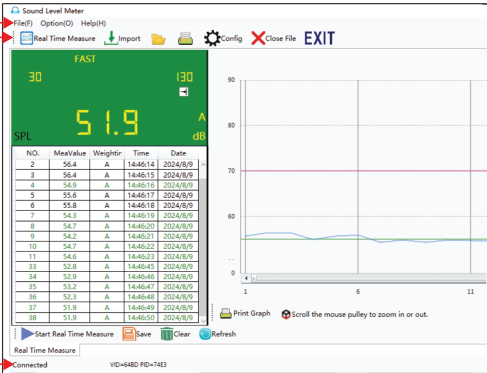 Sound Level Meter
File(F) Option(O) Help(H)
Real Time Measure Import Config Close File EXIT
FAST
30 130
51.9
A
SPL dB
NO. MeaValue Weightir Time Date
2 56.4 A 14:46:14 2024/8/9
3 56.4 A 14:46:15 2024/8/9
4 54.9 A 14:46:16 2024/8/9
5 55.6 A 14:46:17 2024/8/9
6 55.8 A 14:46:18 2024/8/9
7 54.3 A 14:46:19 2024/8/9
8 54.7 A 14:46:20 2024/8/9
9 54.2 A 14:46:21 2024/8/9
10 54.7 A 14:46:22 2024/8/9
11 54.6 A 14:46:23 2024/8/9
33 52.8 A 14:46:45 2024/8/9
34 52.9 A 14:46:46 2024/8/9
35 53.2 A 14:46:47 2024/8/9
36 52.3 A 14:46:48 2024/8/9
37 51.9 A 14:46:49 2024/8/9
38 51.9 A 14:46:50 2024/8/9
90
80
70
60
...
0
1 6 11
Print Graph Scroll the mouse pulley to zoom in or out.
Start Real Time Measure Save Clear Refresh
Real Time Measure
Connected VID=64BD PID=74E3